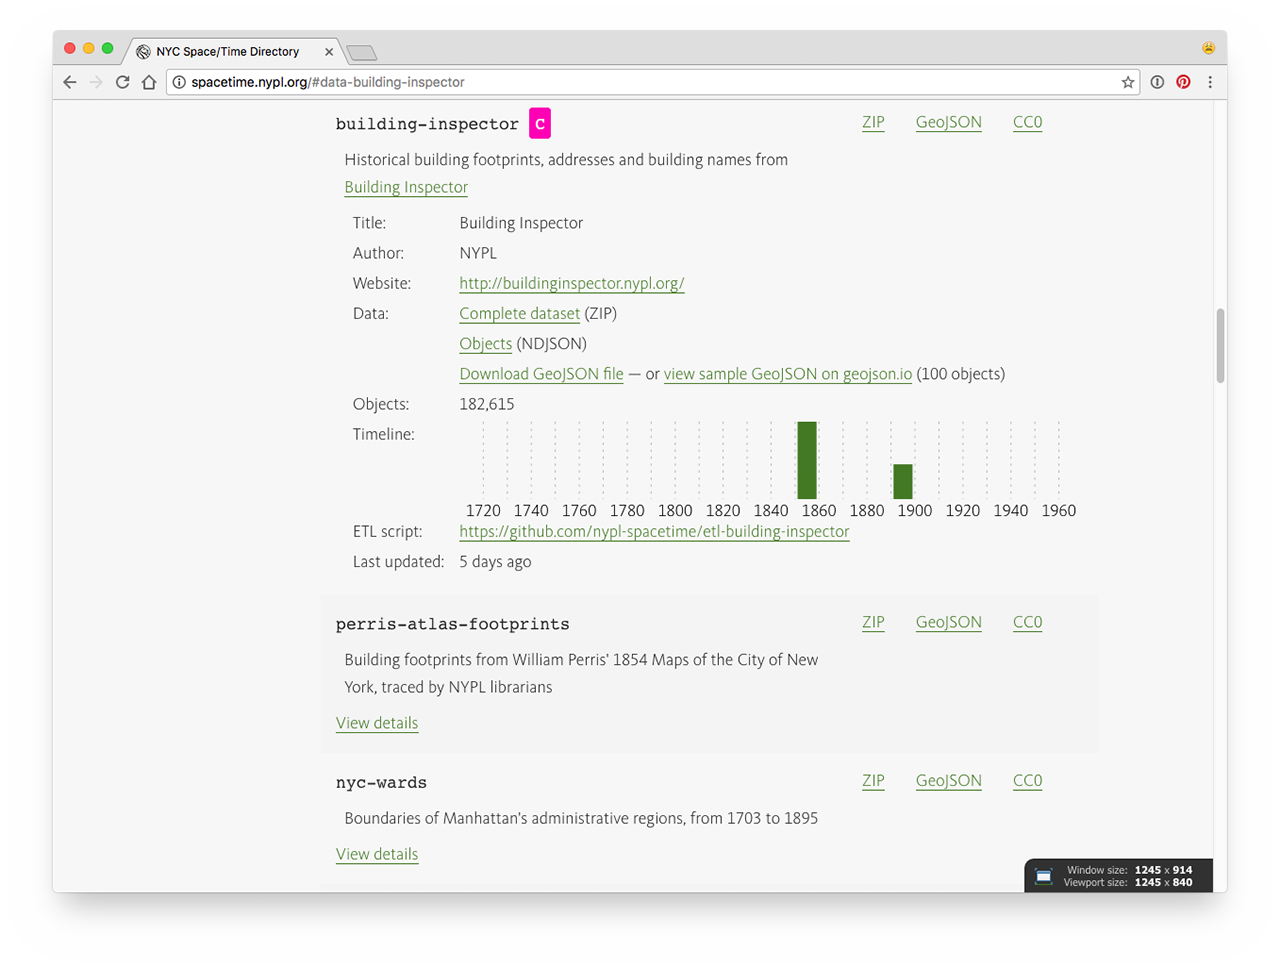 NYC Space/Time Directory
spacetime.nypl.org/#data-building-inspector
building-inspector C ZIP GeoJSON CC0
Historical building footprints, addresses and building names from
Building Inspector
Title: Building Inspector
Author: NYPL
Website: http://buildinginspector.nypl.org/
Data: Complete dataset (ZIP)
Objects (NDJSON)
Download GeoJSON file — or view sample GeoJSON on geojson.io (100 objects)
Objects: 182,615
Timeline:
1720 1740 1760 1780 1800 1820 1840 1860 1880 1900 1920 1940 1960
ETL script: https://github.com/nypl-spacetime/etl-building-inspector
Last updated: 5 days ago
perris-atlas-footprints ZIP GeoJSON CC0
Building footprints from William Perris' 1854 Maps of the City of New
York, traced by NYPL librarians
View details
nyc-wards ZIP GeoJSON CC0
Boundaries of Manhattan's administrative regions, from 1703 to 1895
View details
Window size: 1245 x 914
Viewport size: 1245 x 840